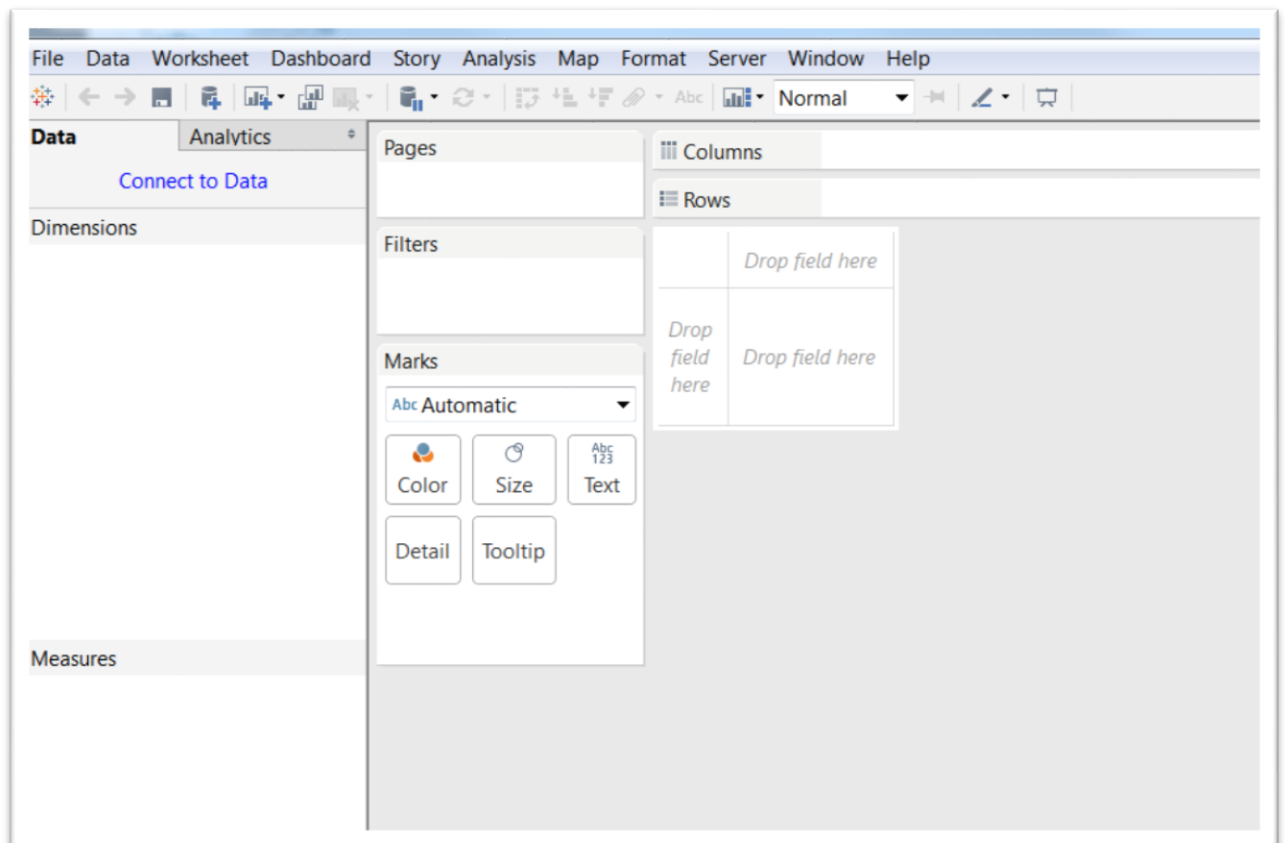 File Data Worksheet Dashboard Story Analysis Map Format Server Window Help
Abc Normal
Data Analytics
Connect to Data
Dimensions
Measures
Pages
Filters
Marks
Abc Automatic
Color Size Abc 123 Text
Detail Tooltip
Columns
Rows
Drop field here
Drop
field
here
Drop field here